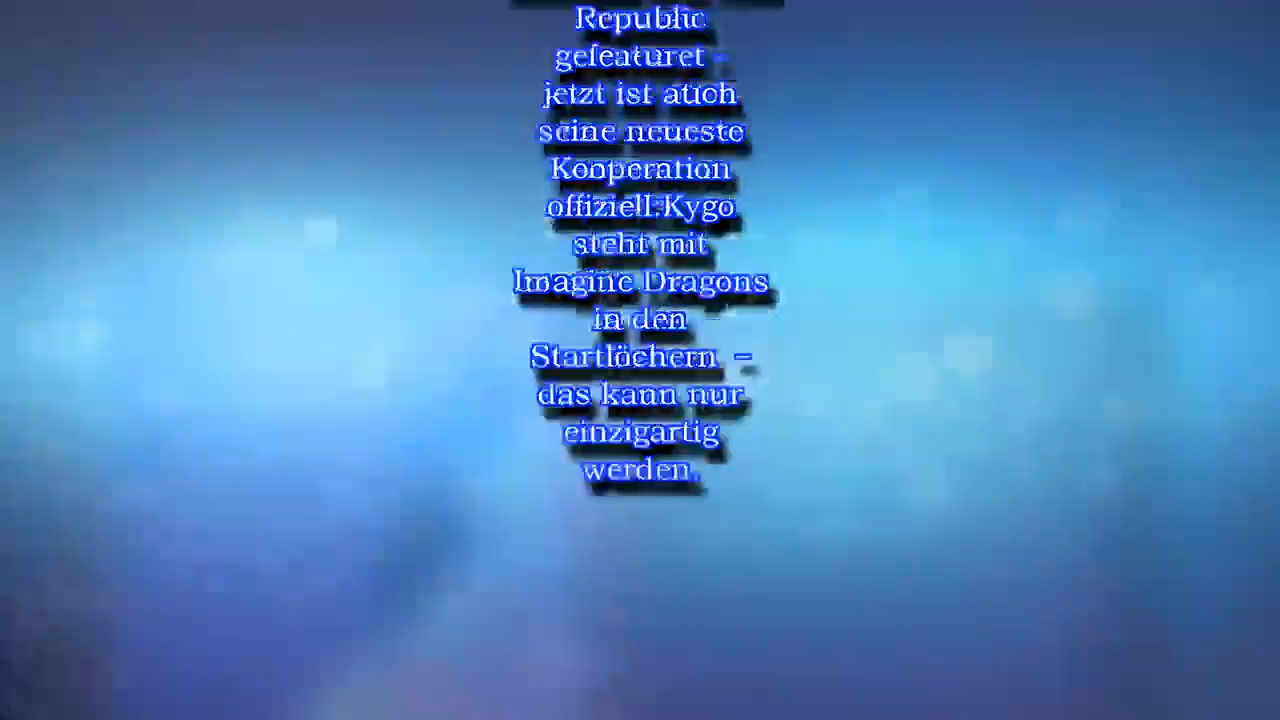 Republic
gefeaturet –
jetzt ist auch
seine neueste
Kooperation
offiziell.Kygo
steht mit
Imagine Dragons
in den
Startlöchern –
das kann nur
einzigartig
werden.